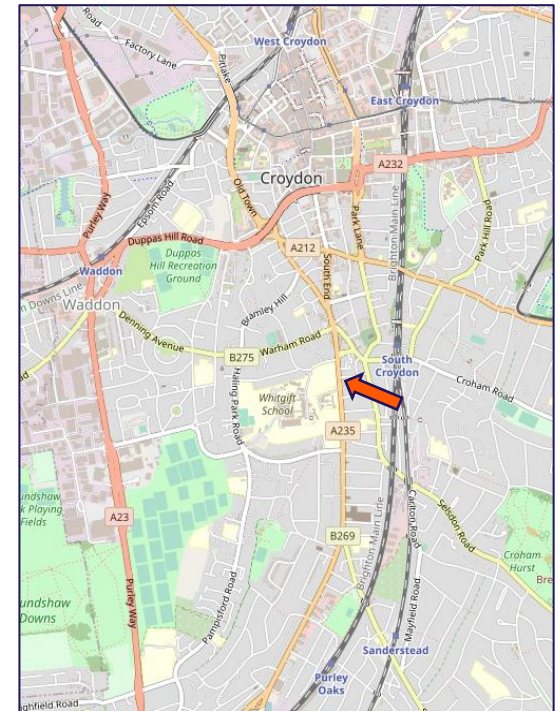 Road
Factory Lane
Pitlake
West Croydon
East Croydon
A232
Croydon
Purley Way
Epsom Road
Old Town
Park Lane
Brighton Main Line
Park Hill Road
Duppas Hill Road
A212
Duppas
Hill Recreation
Ground
South End
Waddon
n Downs Line
Waddon
Bramley Hill
Denning Avenue
B275
Warham Road
South
Croydon
Croham Road
Haling Park Road
Whitgift
School
A235
undshaw
k Playing
Fields
A23
Carlton Road
Selsdon Road
B269
Brighton Main Line
Croham
Hurst
Bre
undshaw
Downs
Purley Way
Pampisford Road
Mayfield Road
Sanderstead
Purley
Oaks
ghfield Road